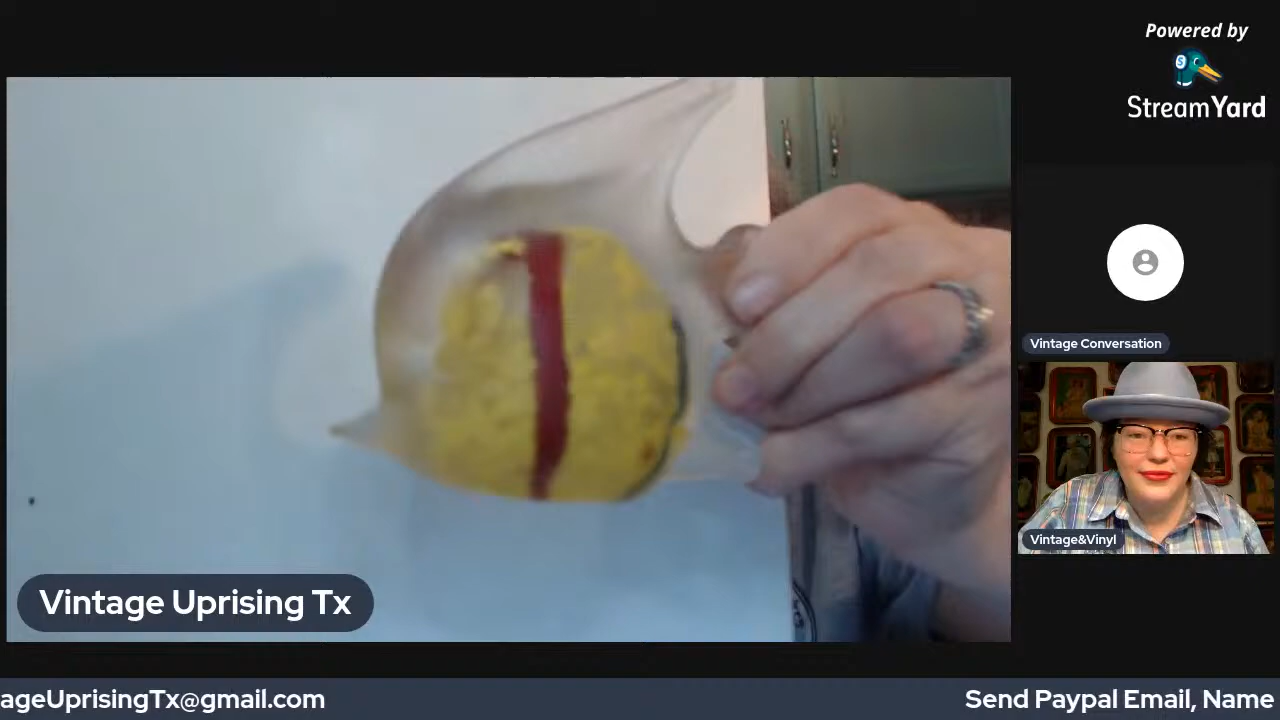 Powered by
StreamYard
Vintage Conversation
Vintage&Vinyl
Vintage Uprising Tx
ageUprisingTx@gmail.com
Send Paypal Email, Name